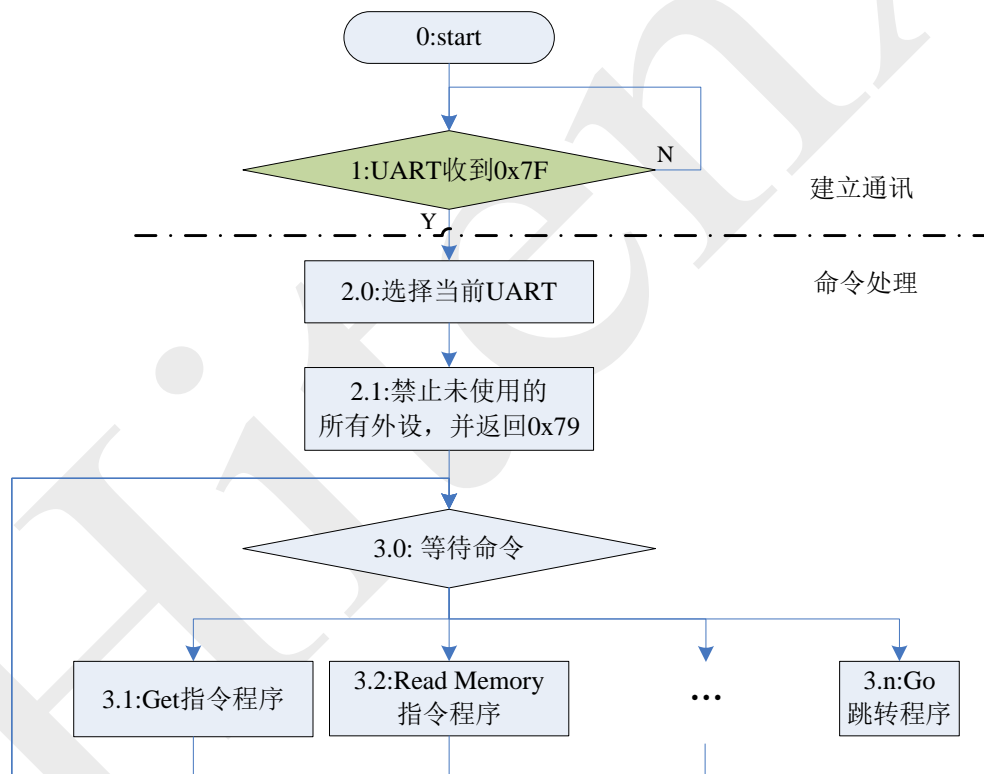 0:start
1:UART收到0x7F
N
建立通讯
Y
命令处理
2.0:选择当前UART
2.1:禁止未使用的
所有外设，并返回0x79
3.0: 等待命令
3.1:Get指令程序
3.2:Read Memory
指令程序
...
3.n:Go
跳转程序